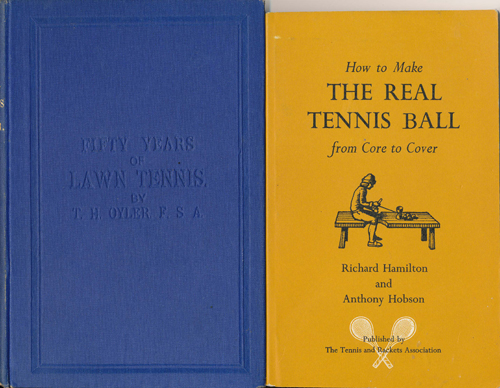 FIFTY YEARS
OF
LAWN TENNIS.
BY
T. H. OYLER, F. S. A.
How to Make
THE REAL
TENNIS BALL
from Core to Cover
Richard Hamilton
and
Anthony Hobson
Published by
The Tennis and Rackets Association